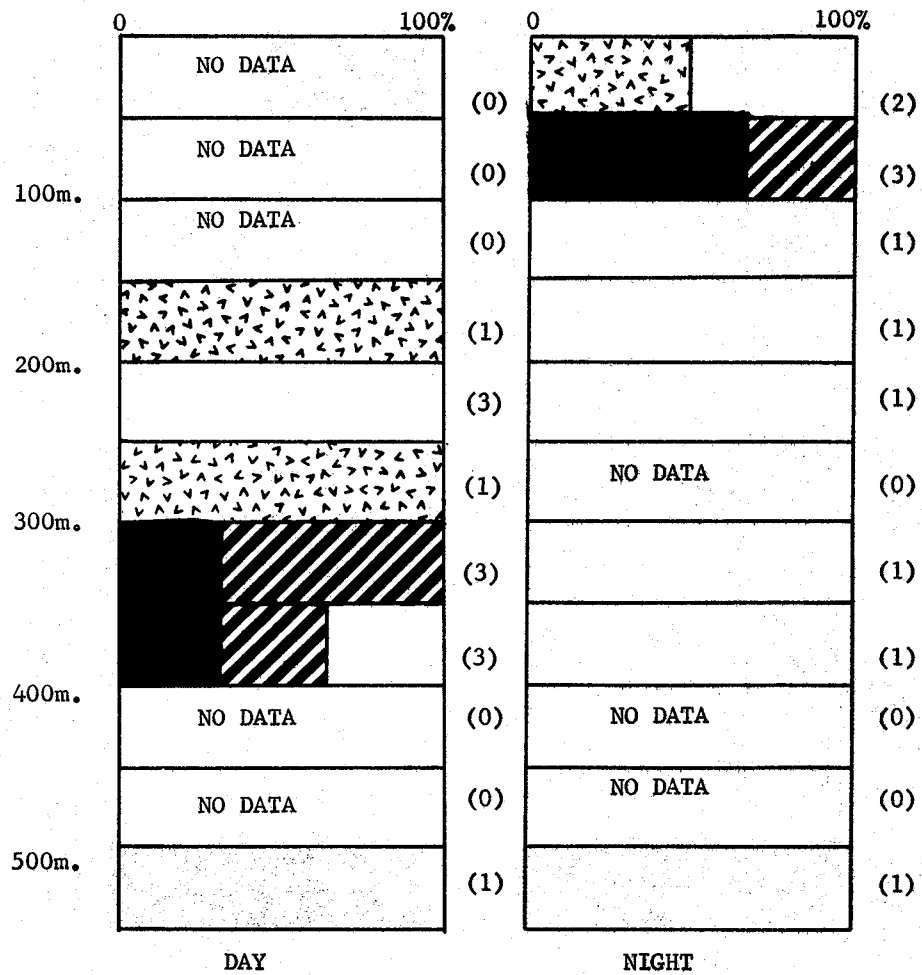 0 100% 0 100%
NO DATA
(0) (2)
NO DATA
(0) (3)
100m.
NO DATA
(0) (1)
(1) (1)
200m.
(3) (1)
(1) NO DATA (0)
300m.
(3) (1)
(3) (1)
400m.
NO DATA (0) NO DATA (0)
NO DATA (0) NO DATA (0)
500m.
(1) (1)
DAY NIGHT